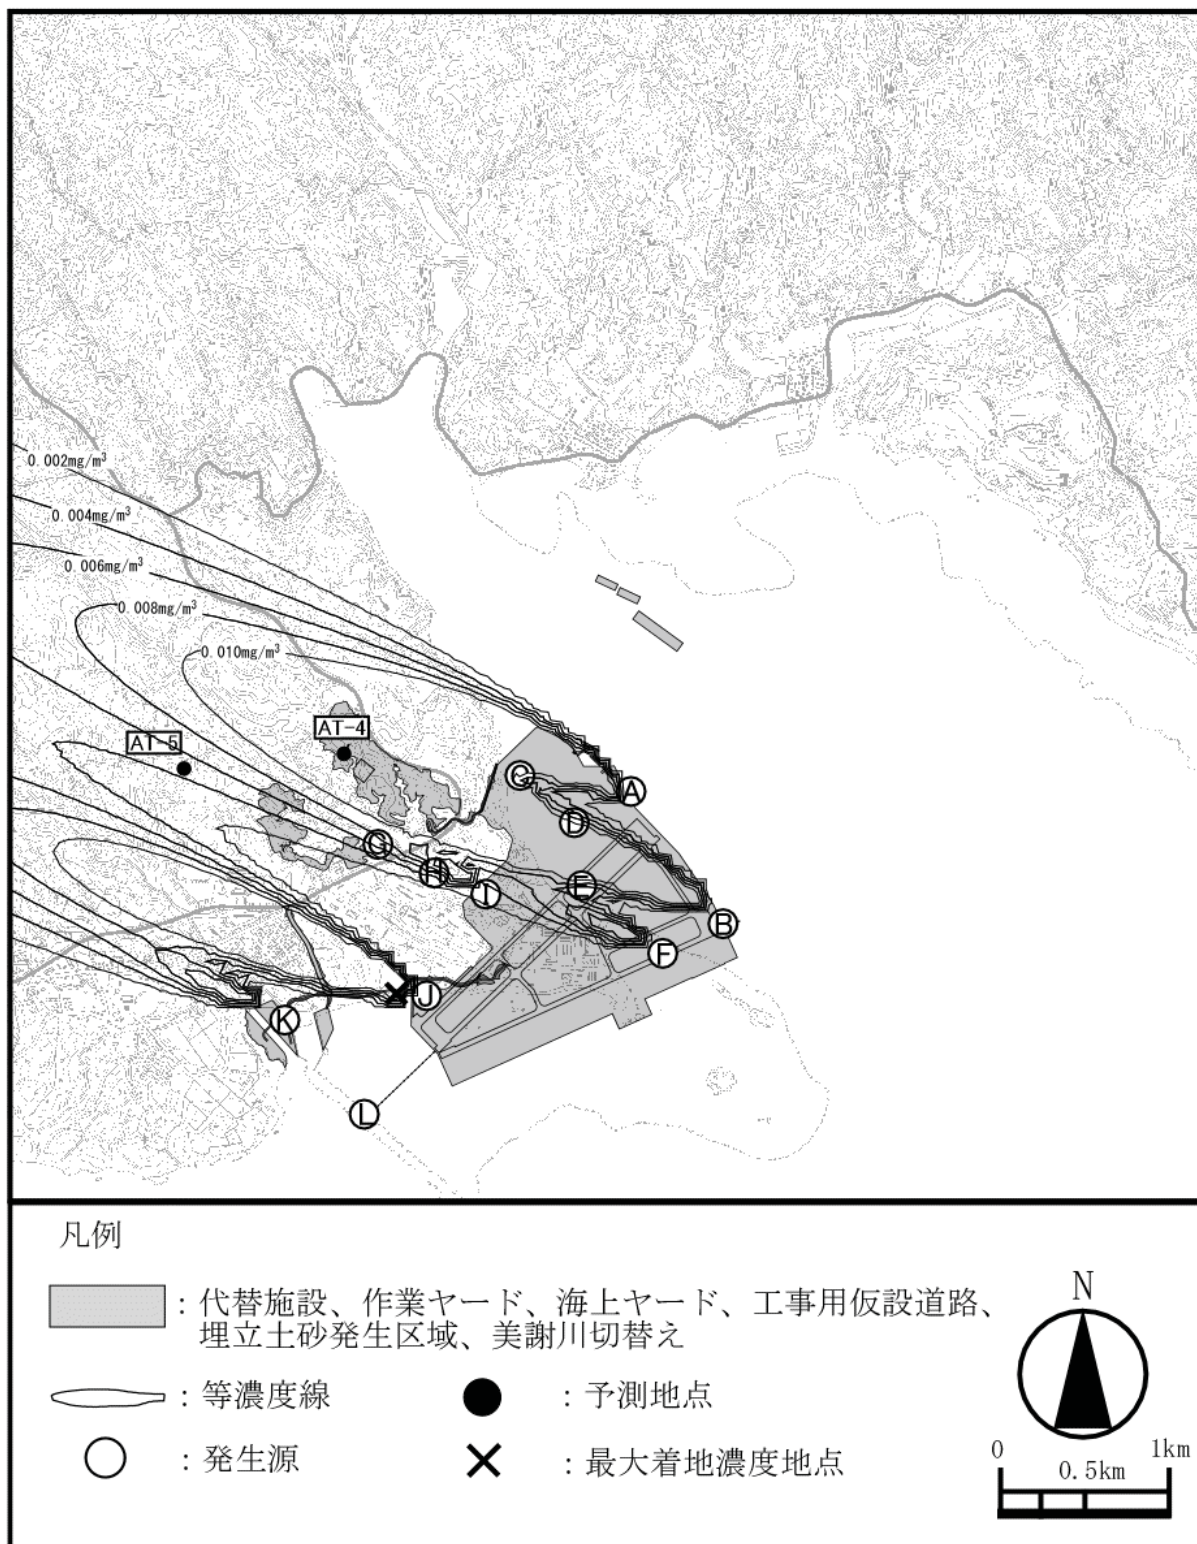 0.002mg/m³
0.004mg/m³
0.006mg/m³
0.008mg/m³
0.010mg/m³
AT-4
AT-5
C
A
D
G
H
E
I
B
F
J
K
L
凡例
：代替施設、作業ヤード、海上ヤード、工事用仮設道路、
埋立土砂発生区域、美謝川切替え
：等濃度線
：予測地点
：発生源
：最大着地濃度地点
N
0
0.5km
1km